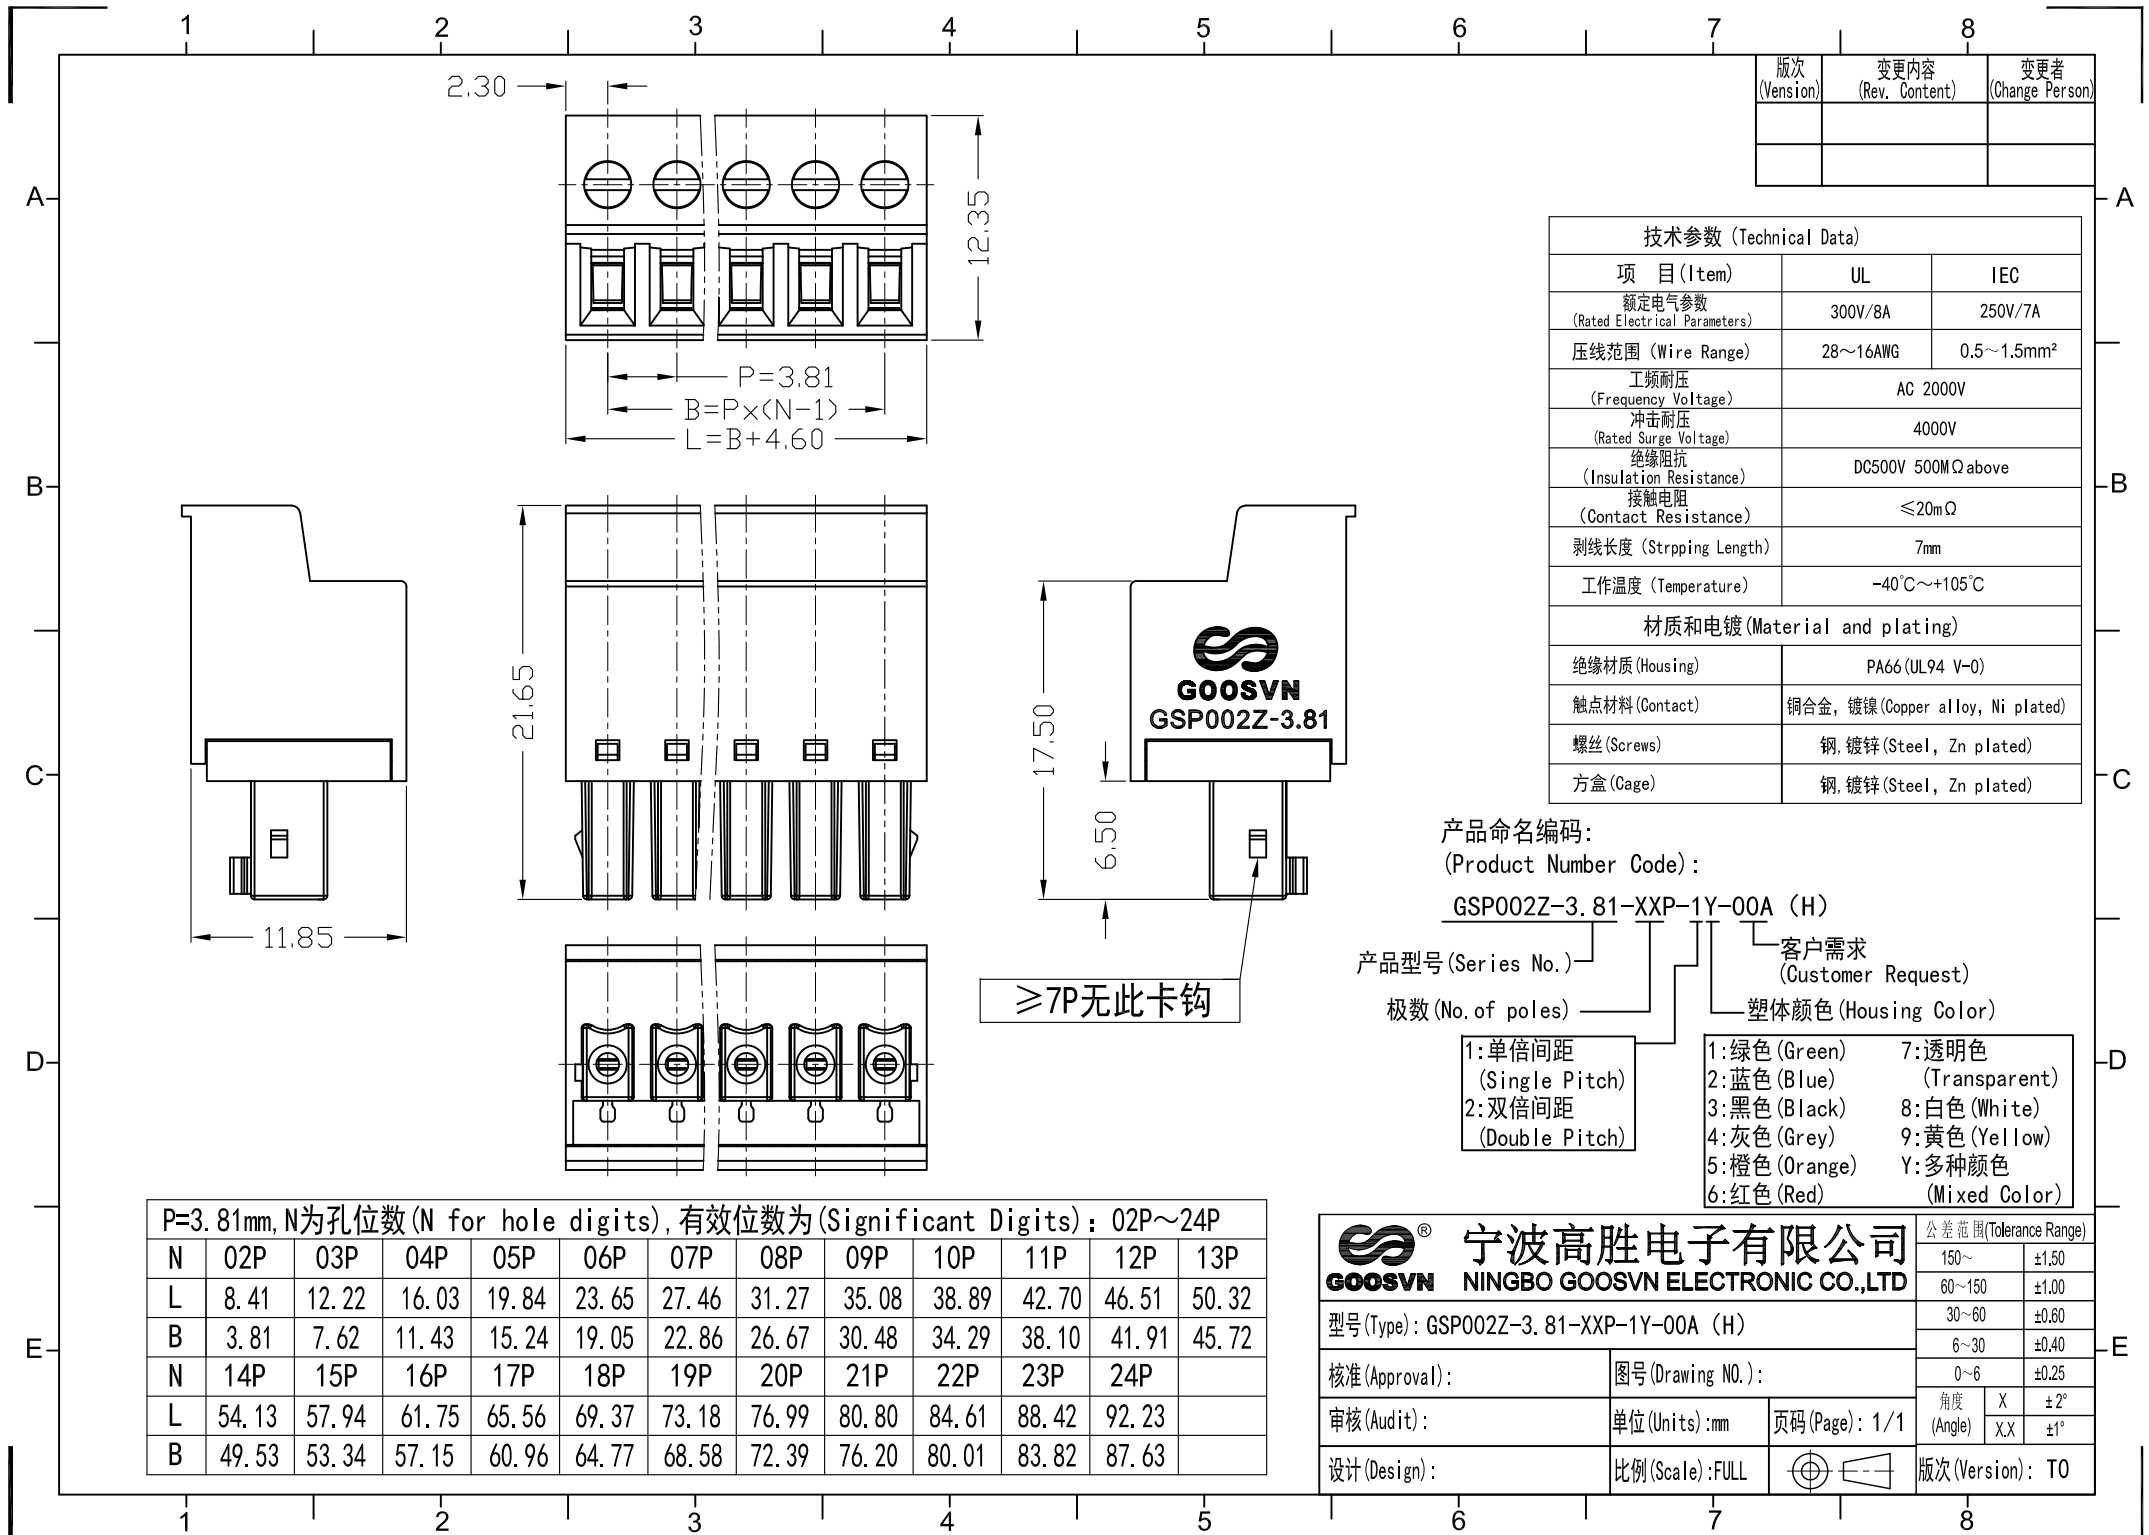 1 2 3 4 5 6 7 8
A
B
C
D
E
A
B
C
D
E
版次 变更内容 变更者
(Vension) (Rev. Content) (Change Person)
2.30
12.35
P=3.81
B=P×(N-1)
L=B+4.60
21.65
11.85
17.50
6.50
GOOSVN
GSP002Z-3.81
≥7P无此卡钩
技术参数 (Technical Data)
项 目(Item) UL IEC
额定电气参数
(Rated Electrical Parameters) 300V/8A 250V/7A
压线范围 (Wire Range) 28～16AWG 0.5～1.5mm²
工频耐压
(Frequency Voltage) AC 2000V
冲击耐压
(Rated Surge Voltage) 4000V
绝缘阻抗
(Insulation Resistance) DC500V 500MΩabove
接触电阻
(Contact Resistance) ≤20mΩ
剥线长度 (Strpping Length) 7mm
工作温度 (Temperature) -40℃～+105℃
材质和电镀(Material and plating)
绝缘材质(Housing) PA66(UL94 V-0)
触点材料(Contact) 铜合金, 镀镍(Copper alloy, Ni plated)
螺丝(Screws) 钢,镀锌(Steel, Zn plated)
方盒(Cage) 钢,镀锌(Steel, Zn plated)
产品命名编码:
(Product Number Code):
GSP002Z-3.81-XXP-1Y-00A (H)
客户需求
(Customer Request)
产品型号(Series No.)
极数(No.of poles)
塑体颜色(Housing Color)
1:单倍间距
(Single Pitch)
2:双倍间距
(Double Pitch)
1:绿色(Green) 7:透明色
2:蓝色(Blue) (Transparent)
3:黑色(Black) 8:白色(White)
4:灰色(Grey) 9:黄色(Yellow)
5:橙色(Orange) Y:多种颜色
6:红色(Red) (Mixed Color)
P=3.81mm,N为孔位数(N for hole digits),有效位数为(Significant Digits): 02P～24P
N 02P 03P 04P 05P 06P 07P 08P 09P 10P 11P 12P 13P
L 8.41 12.22 16.03 19.84 23.65 27.46 31.27 35.08 38.89 42.70 46.51 50.32
B 3.81 7.62 11.43 15.24 19.05 22.86 26.67 30.48 34.29 38.10 41.91 45.72
N 14P 15P 16P 17P 18P 19P 20P 21P 22P 23P 24P
L 54.13 57.94 61.75 65.56 69.37 73.18 76.99 80.80 84.61 88.42 92.23
B 49.53 53.34 57.15 60.96 64.77 68.58 72.39 76.20 80.01 83.82 87.63
GOOSVN ®
宁波高胜电子有限公司
NINGBO GOOSVN ELECTRONIC CO.,LTD
型号(Type): GSP002Z-3.81-XXP-1Y-00A (H)
核准(Approval): 图号(Drawing NO.):
审核(Audit): 单位(Units):mm 页码(Page): 1/1
设计(Design): 比例(Scale):FULL
公差范围(Tolerance Range)
150～ ±1.50
60～150 ±1.00
30～60 ±0.60
6～30 ±0.40
0～6 ±0.25
角度 X ±2°
(Angle) X.X ±1°
版次(Version): T0
1 2 3 4 5 6 7 8